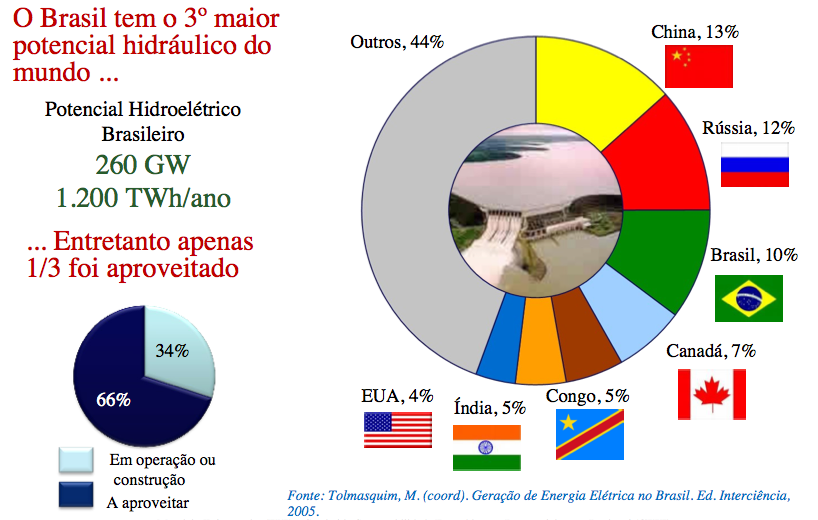 O Brasil tem o 3º maior
potencial hidráulico do
mundo ...
Potencial Hidroelétrico
Brasileiro
260 GW
1.200 TWh/ano
... Entretanto apenas
1/3 foi aproveitado
34%
66%
Em operação ou
construção
A aproveitar
Outros, 44%
China, 13%
Rússia, 12%
Brasil, 10%
Canadá, 7%
Congo, 5%
Índia, 5%
EUA, 4%
Fonte: Tolmasquim, M. (coord). Geração de Energia Elétrica no Brasil. Ed. Interciência,
2005.